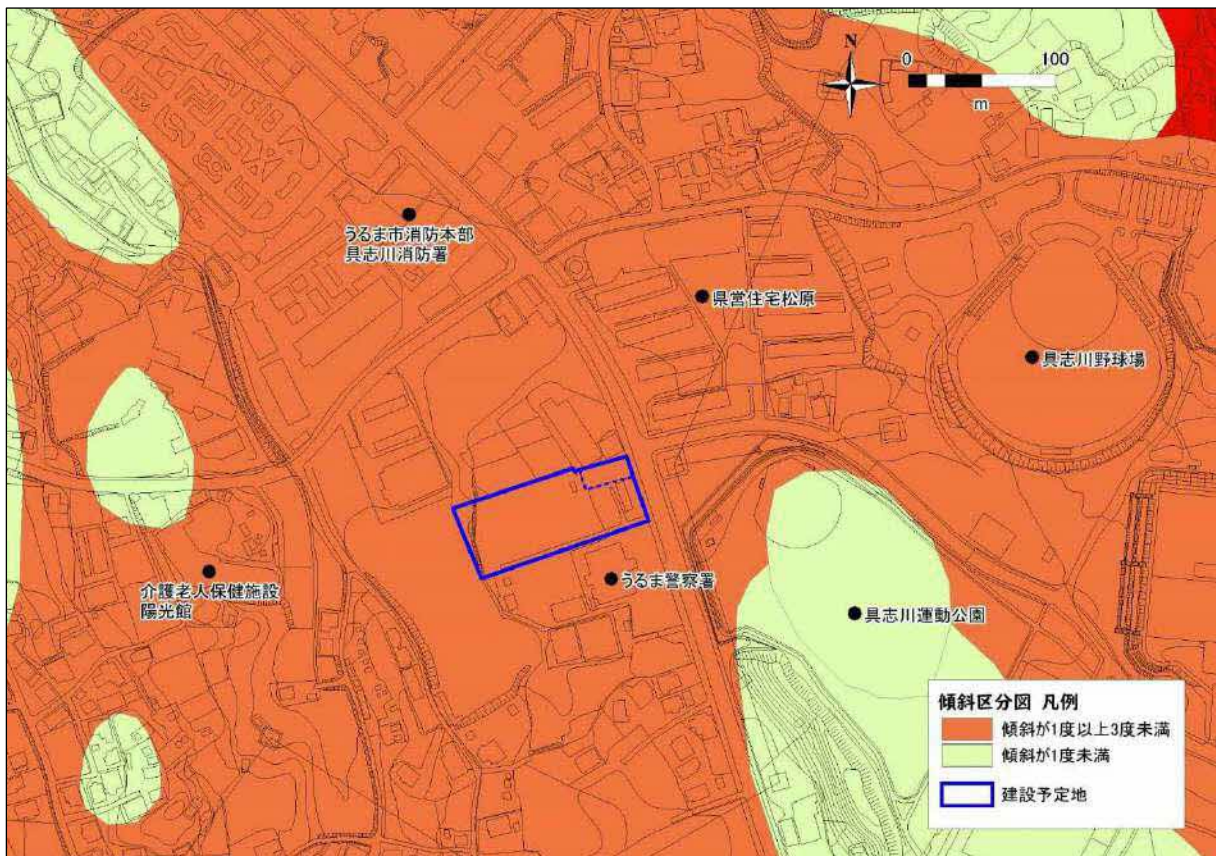 N
0
100
m
うるま市消防本部
具志川消防署
県営住宅松原
具志川野球場
うるま警察署
介護老人保健施設
陽光館
具志川運動公園
傾斜区分図 凡例
傾斜が1度以上3度未満
傾斜が1度未満
建設予定地